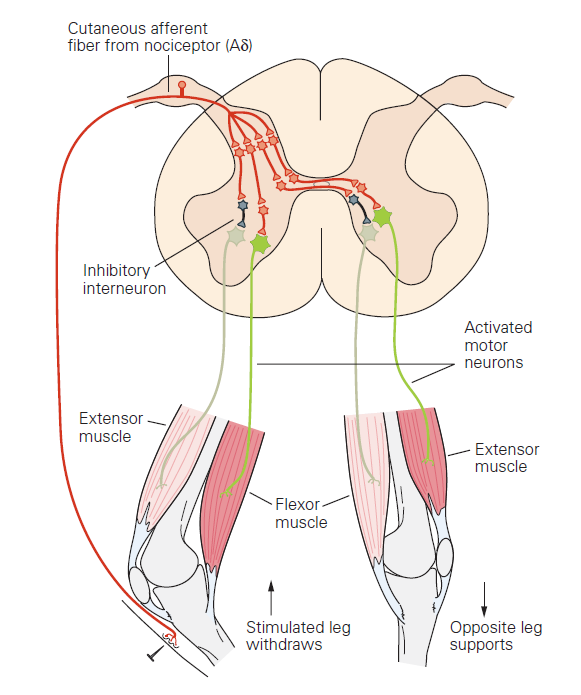 Cutaneous afferent
fiber from nociceptor (Aδ)
Inhibitory
interneuron
Activated
motor
neurons
Extensor
muscle
Extensor
muscle
Flexor
muscle
Stimulated leg
withdraws
Opposite leg
supports